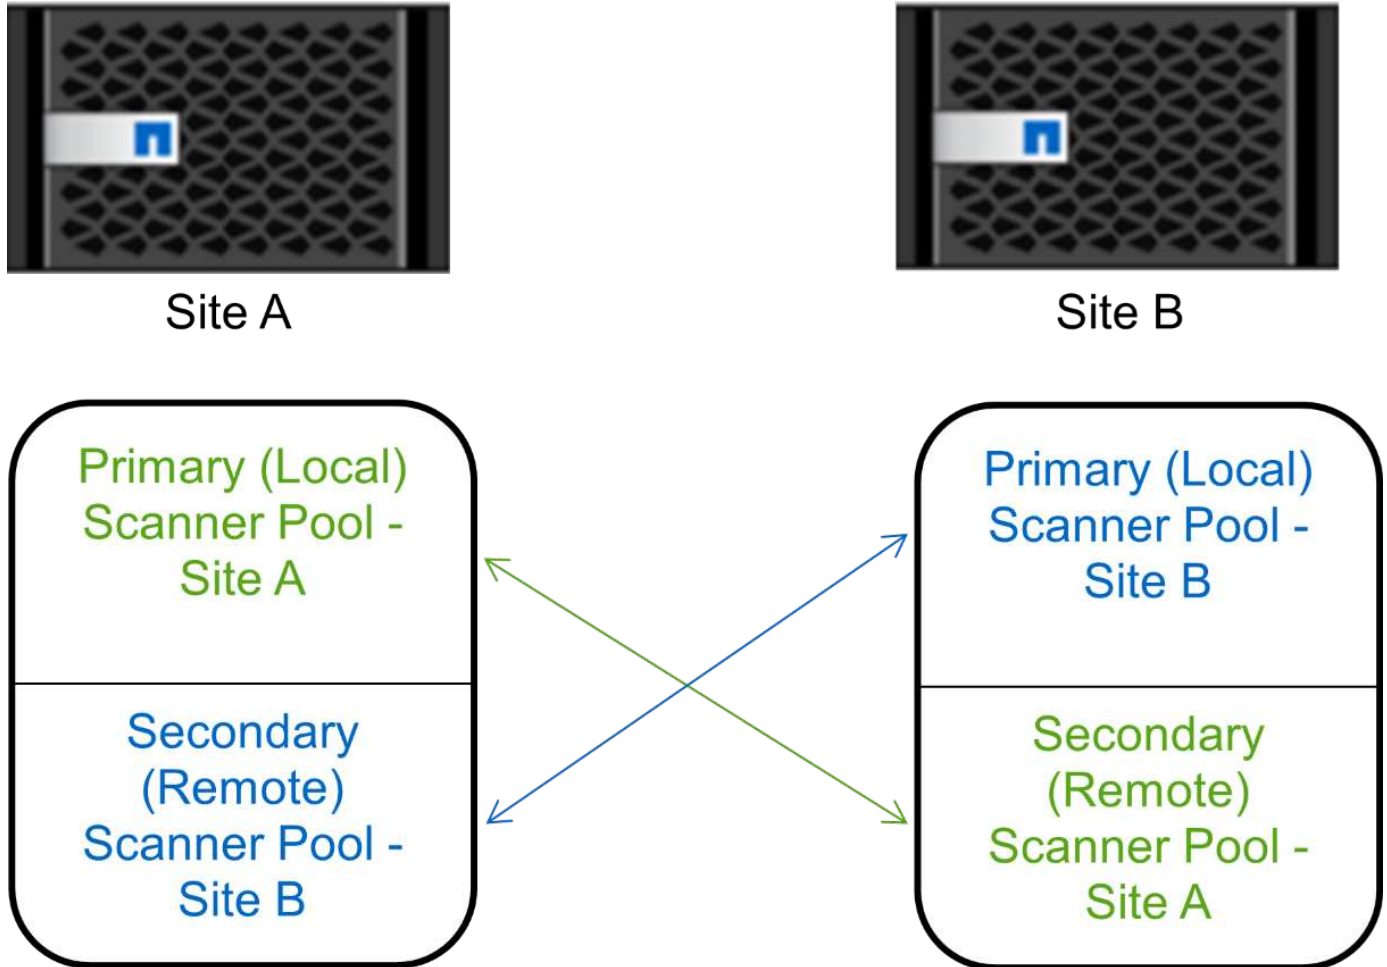 Site A
Site B
Primary (Local)
Scanner Pool -
Site A
Secondary
(Remote)
Scanner Pool -
Site B
Primary (Local)
Scanner Pool -
Site B
Secondary
(Remote)
Scanner Pool -
Site A